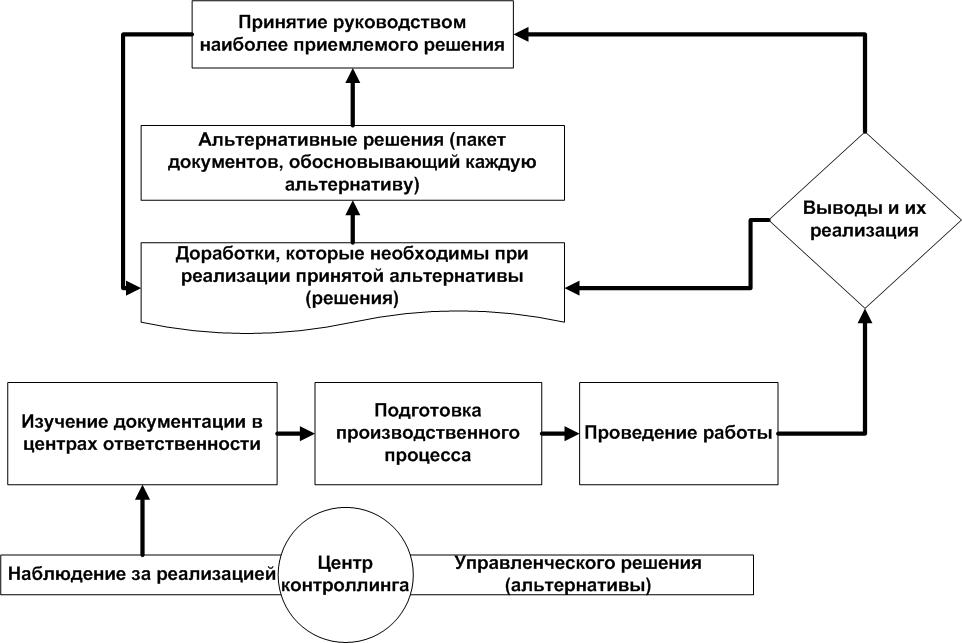 Принятие руководством
наиболее приемлемого решения
Альтернативные решения (пакет
документов, обосновывающий каждую
альтернативу)
Выводы и их
реализация
Доработки, которые необходимы при
реализации принятой альтернативы
(решения)
Изучение документации в
центрах ответственности
Подготовка
производственного
процесса
Проведение работы
Наблюдение за реализацией
Центр
контроллинга
Управленческого решения
(альтернативы)